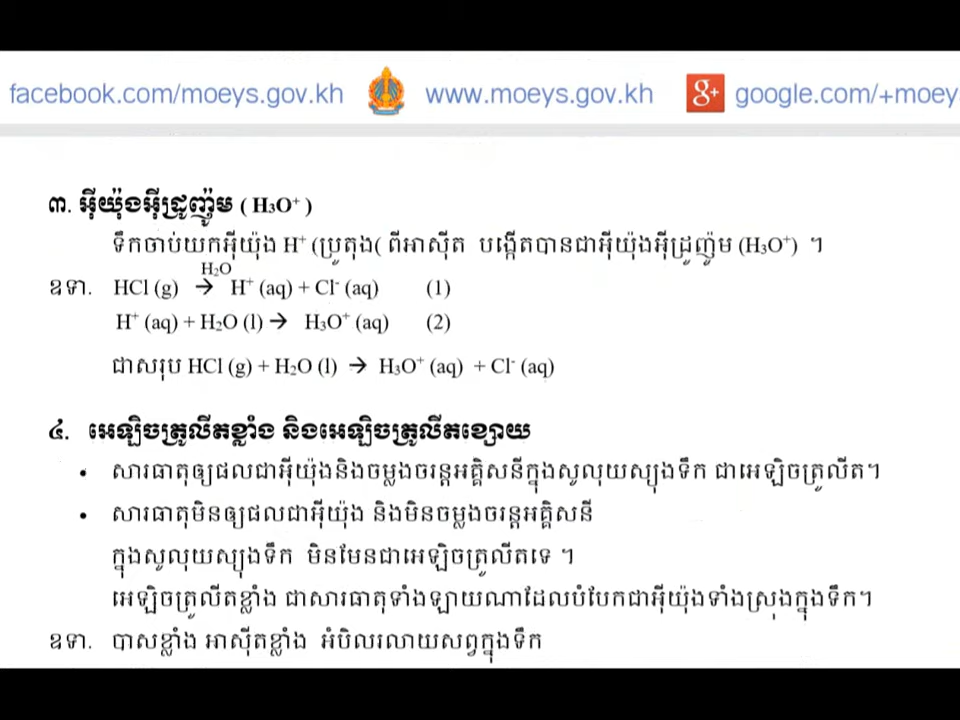 facebook.com/moeys.gov.kh www.moeys.gov.kh g+ google.com/+moey
៣. អ៊ីយ៉ុងអ៊ីដ្រូញ៉ូម ( H₃O⁺ )
ទឹកចាប់យកអ៊ីយ៉ុង H⁺ (ប្រូតុង( ពីអាស៊ីត បង្កើតបានជាអ៊ីយ៉ុងអ៊ីដ្រូញ៉ូម (H₃O⁺) ។
H₂O
ឧទា. HCl (g) → H⁺ (aq) + Cl⁻ (aq) (1)
H⁺ (aq) + H₂O (l) → H₃O⁺ (aq) (2)
ជាសរុប HCl (g) + H₂O (l) → H₃O⁺ (aq) + Cl⁻ (aq)
៤. អេឡិចត្រូលីតខ្លាំង និងអេឡិចត្រូលីតខ្សោយ
• សារធាតុឲ្យផលជាអ៊ីយ៉ុងនិងចម្លងចរន្តអគ្គិសនីក្នុងសូលុយស្យុងទឹក ជាអេឡិចត្រូលីត។
• សារធាតុមិនឲ្យផលជាអ៊ីយ៉ុង និងមិនចម្លងចរន្តអគ្គិសនី
ក្នុងសូលុយស្យុងទឹក មិនមែនជាអេឡិចត្រូលីតទេ ។
អេឡិចត្រូលីតខ្លាំង ជាសារធាតុទាំងឡាយណាដែលបំបែកជាអ៊ីយ៉ុងទាំងស្រុងក្នុងទឹក។
ឧទា. បាសខ្លាំង អាស៊ីតខ្លាំង អំបិលរលាយសព្វក្នុងទឹក